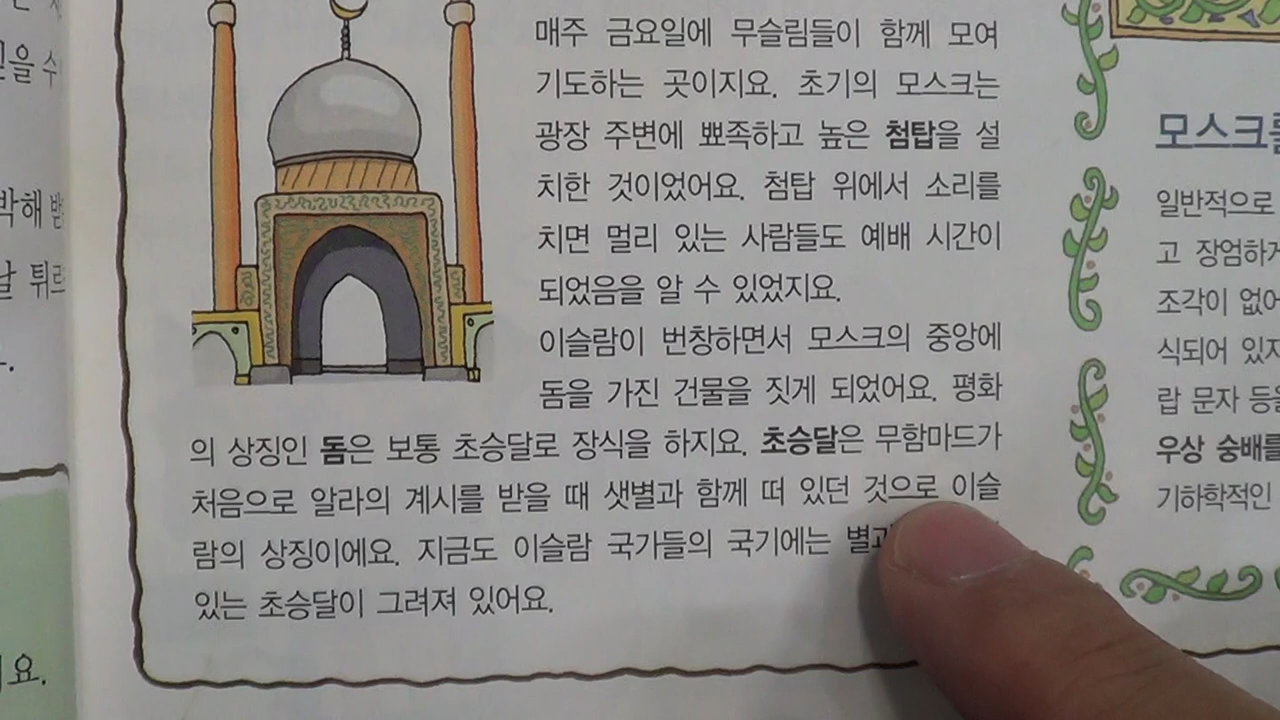 매주 금요일에 무슬림들이 함께 모여
기도하는 곳이지요. 초기의 모스크는
광장 주변에 뾰족하고 높은 첨탑을 설
치한 것이었어요. 첨탑 위에서 소리를
치면 멀리 있는 사람들도 예배 시간이
되었음을 알 수 있었지요.
이슬람이 번창하면서 모스크의 중앙에
돔을 가진 건물을 짓게 되었어요. 평화
의 상징인 돔은 보통 초승달로 장식을 하지요. 초승달은 무함마드가
처음으로 알라의 계시를 받을 때 샛별과 함께 떠 있던 것으로 이슬
람의 상징이에요. 지금도 이슬람 국가들의 국기에는
있는 초승달이 그려져 있어요.
모스크를
일반적으로
고 장엄하게
조각이 없어
식되어 있지
랍 문자 등을
우상 숭배를
기하학적인